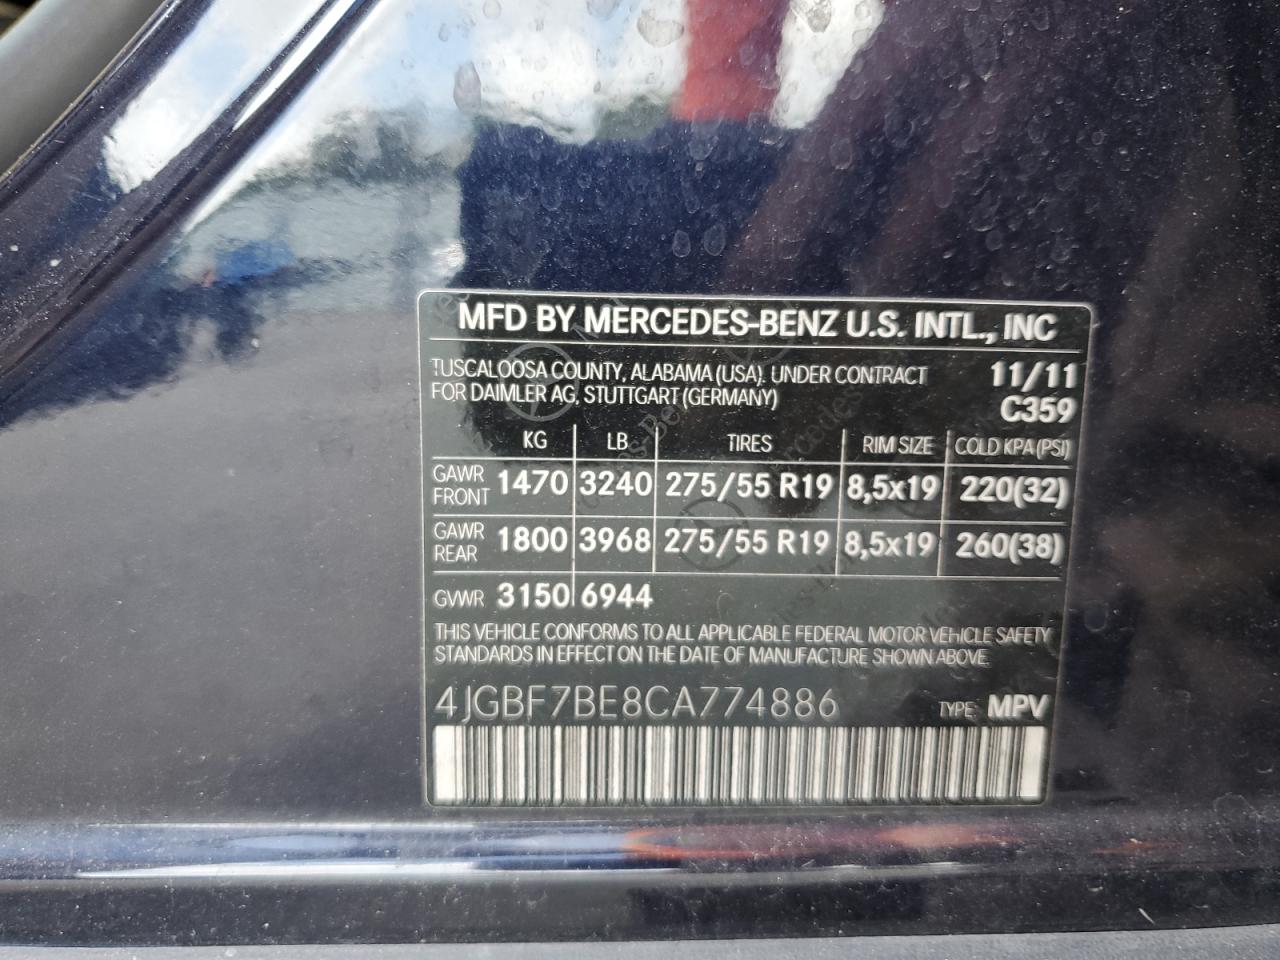 MFD BY MERCEDES-BENZ U.S. INTL., INC
TUSCALOOSA COUNTY, ALABAMA (USA). UNDER CONTRACT 11/11
FOR DAIMLER AG, STUTTGART (GERMANY) C359
KG LB TIRES RIM SIZE COLD KPA (PSI)
GAWR FRONT 1470 3240 275/55 R19 8,5x19 220(32)
GAWR REAR 1800 3968 275/55 R19 8,5x19 260(38)
GVWR 3150 6944
THIS VEHICLE CONFORMS TO ALL APPLICABLE FEDERAL MOTOR VEHICLE SAFETY
STANDARDS IN EFFECT ON THE DATE OF MANUFACTURE SHOWN ABOVE.
4JGBF7BE8CA774886 TYPE: MPV